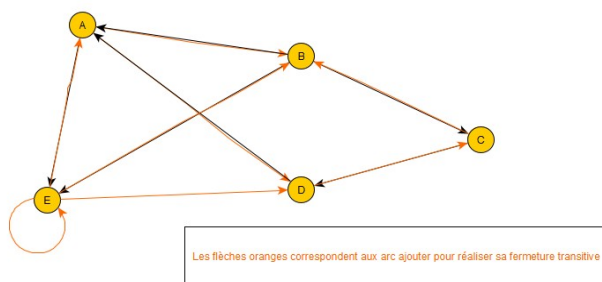 A
B
C
D
E
Les flèches oranges correspondent aux arc ajouter pour réaliser sa fermeture transitive